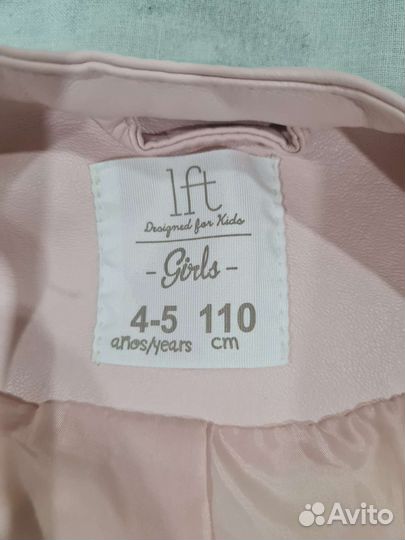 lft
Designed for Kids
- Girls -
4-5 110
años/years cm
Avito